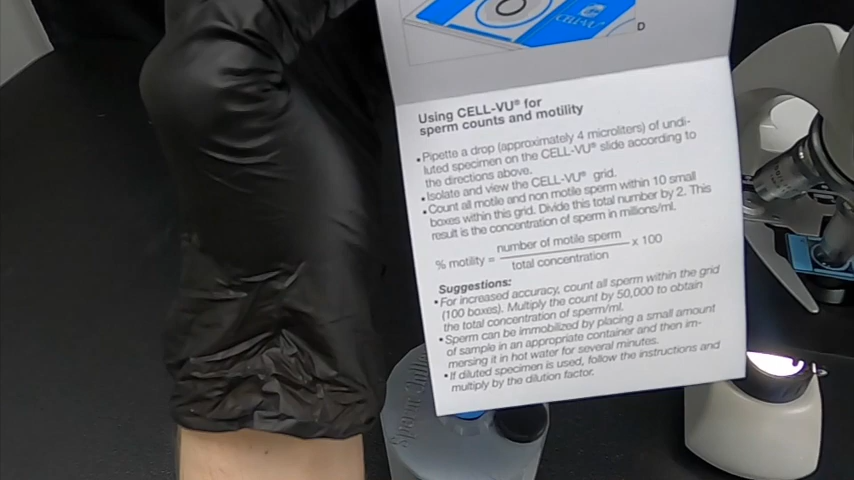 CELL-VU®
D
Using CELL-VU® for
sperm counts and motility
•Pipette a drop (approximately 4 microliters) of undi-
luted specimen on the CELL-VU® slide according to
the directions above.
•Isolate and view the CELL-VU® grid.
•Count all motile and non motile sperm within 10 small
boxes within this grid. Divide this total number by 2. This
result is the concentration of sperm in millions/ml.
% motility = number of motile sperm x 100
total concentration
Suggestions:
•For increased accuracy, count all sperm within the grid
(100 boxes). Multiply the count by 50,000 to obtain
the total concentration of sperm/ml.
•Sperm can be immobilized by placing a small amount
of sample in an appropriate container and then im-
mersing it in hot water for several minutes.
•If diluted specimen is used, follow the instructions and
multiply by the dilution factor.